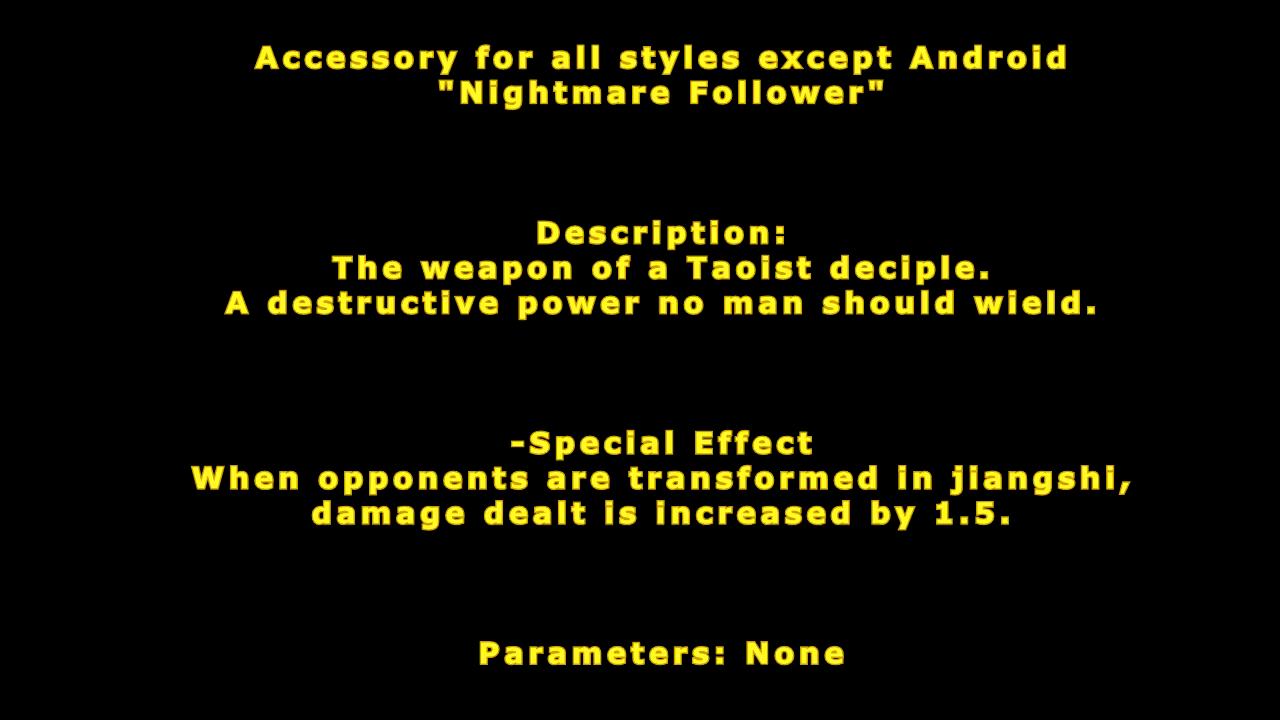 Accessory for all styles except Android
"Nightmare Follower"
Description:
The weapon of a Taoist deciple.
A destructive power no man should wield.
-Special Effect
When opponents are transformed in jiangshi,
damage dealt is increased by 1.5.
Parameters: None